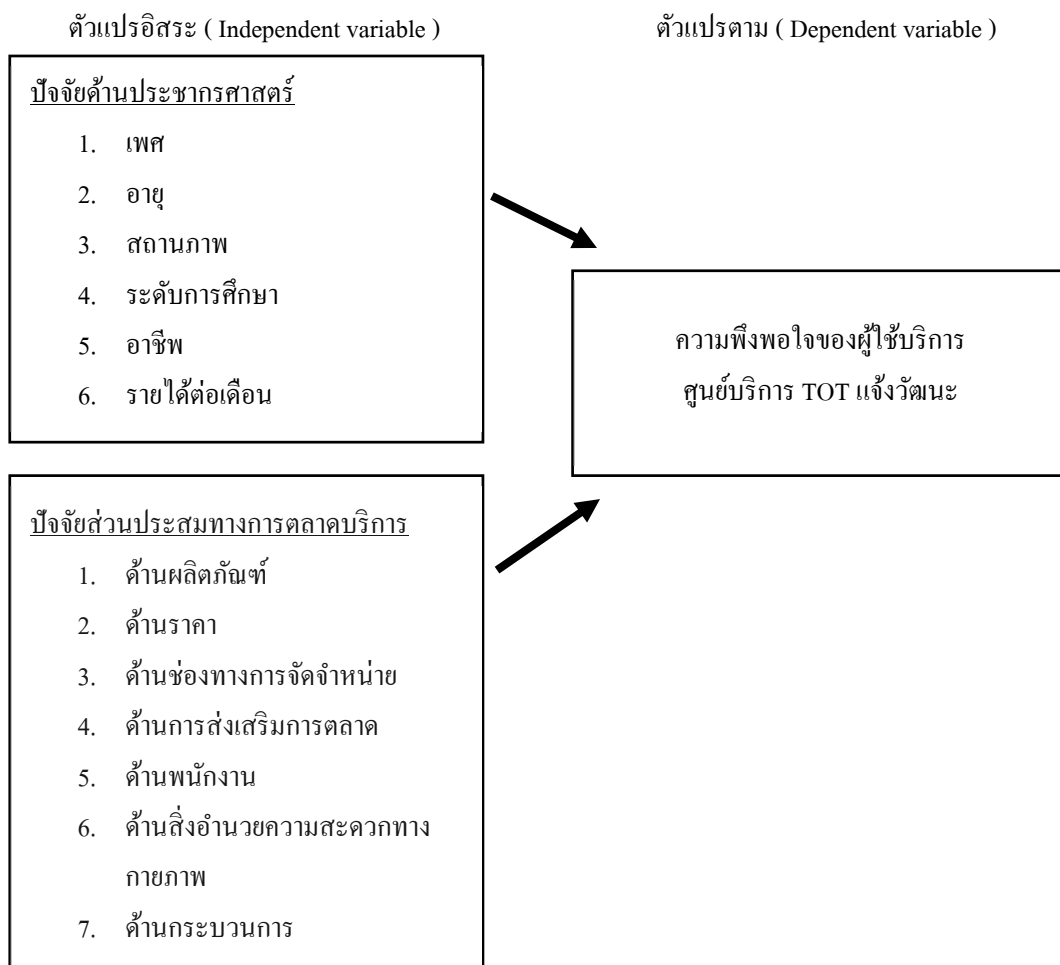 ตัวแปรอิสระ ( Independent variable )
ตัวแปรตาม ( Dependent variable )
ปัจจัยด้านประชากรศาสตร์
1. เพศ
2. อายุ
3. สถานภาพ
4. ระดับการศึกษา
5. อาชีพ
6. รายได้ต่อเดือน
ความพึงพอใจของผู้ใช้บริการ
ศูนย์บริการ TOT แจ้งวัฒนะ
ปัจจัยส่วนประสมทางการตลาดบริการ
1. ด้านผลิตภัณฑ์
2. ด้านราคา
3. ด้านช่องทางการจัดจำหน่าย
4. ด้านการส่งเสริมการตลาด
5. ด้านพนักงาน
6. ด้านสิ่งอำนวยความสะดวกทาง
กายภาพ
7. ด้านกระบวนการ